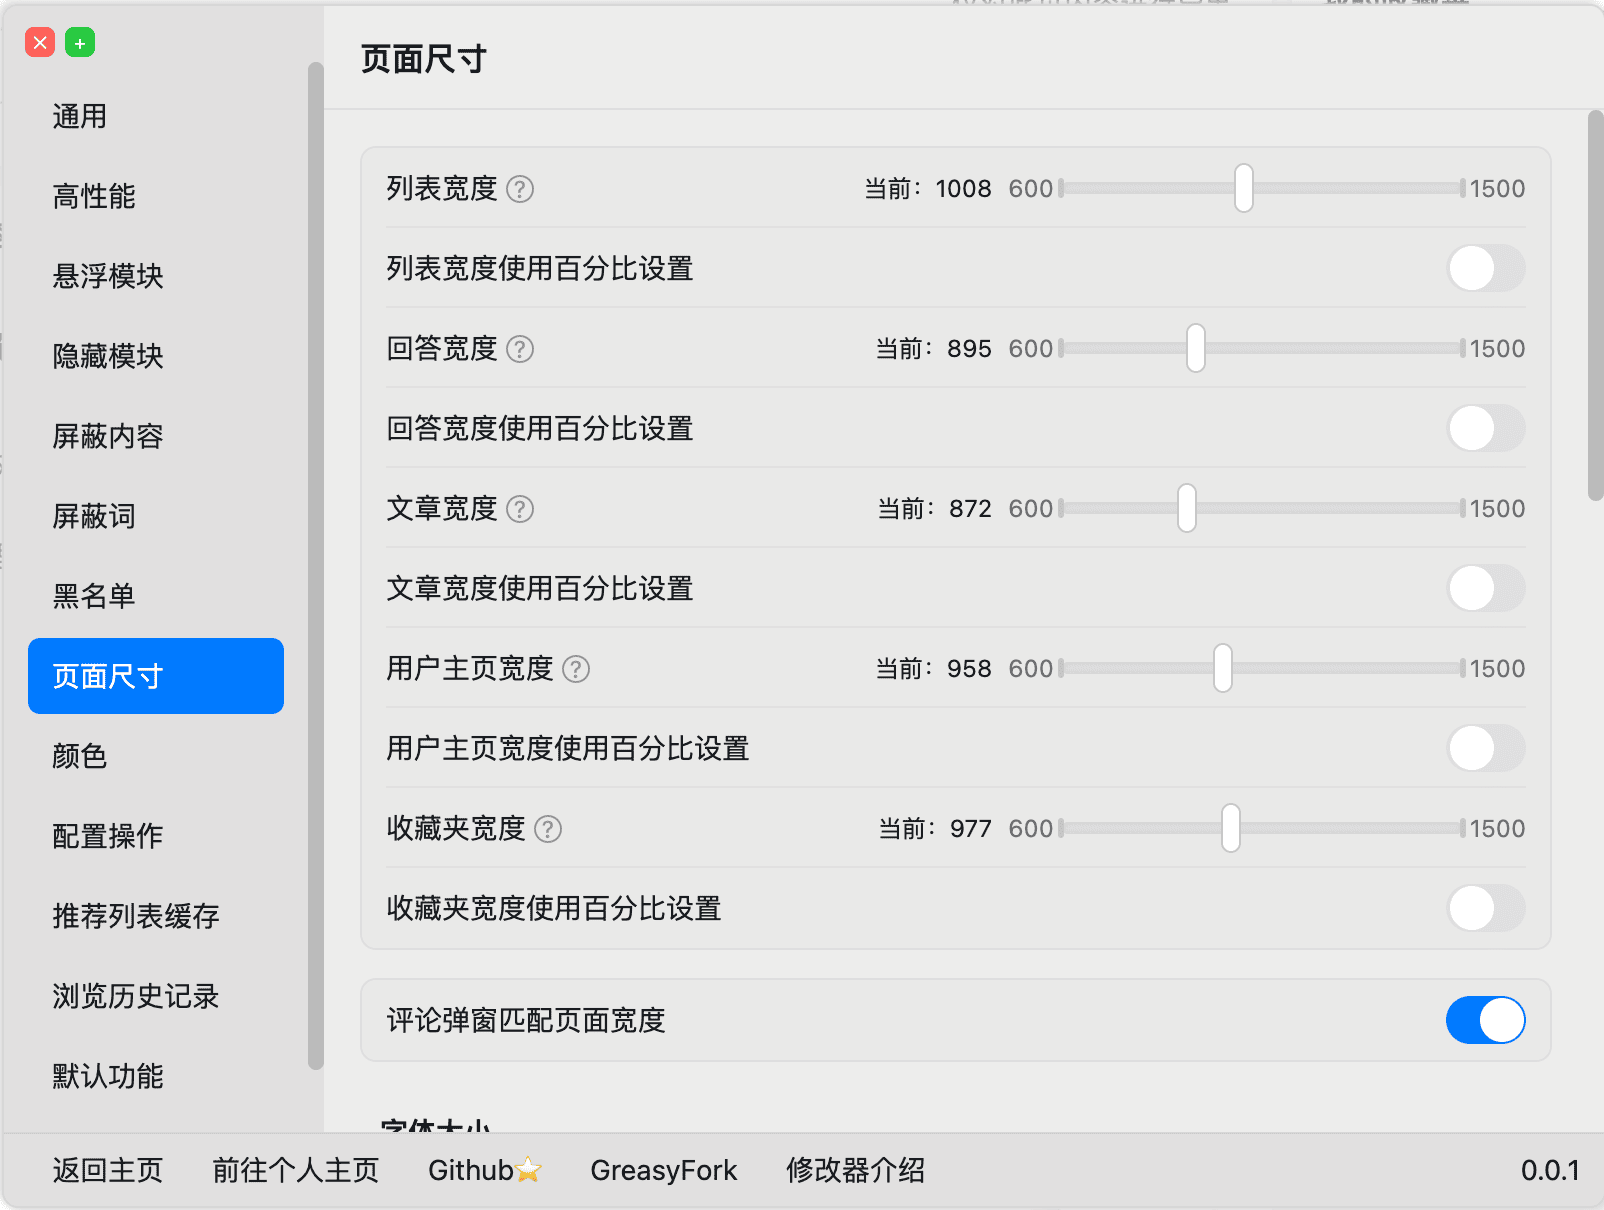 页面尺寸
通用
高性能
悬浮模块
隐藏模块
屏蔽内容
屏蔽词
黑名单
页面尺寸
颜色
配置操作
推荐列表缓存
浏览历史记录
默认功能
列表宽度 ? 当前：1008 600 1500
列表宽度使用百分比设置
回答宽度 ? 当前：895 600 1500
回答宽度使用百分比设置
文章宽度 ? 当前：872 600 1500
文章宽度使用百分比设置
用户主页宽度 ? 当前：958 600 1500
用户主页宽度使用百分比设置
收藏夹宽度 ? 当前：977 600 1500
收藏夹宽度使用百分比设置
评论弹窗匹配页面宽度
字体大小
返回主页 前往个人主页 Github⭐ GreasyFork 修改器介绍 0.0.1